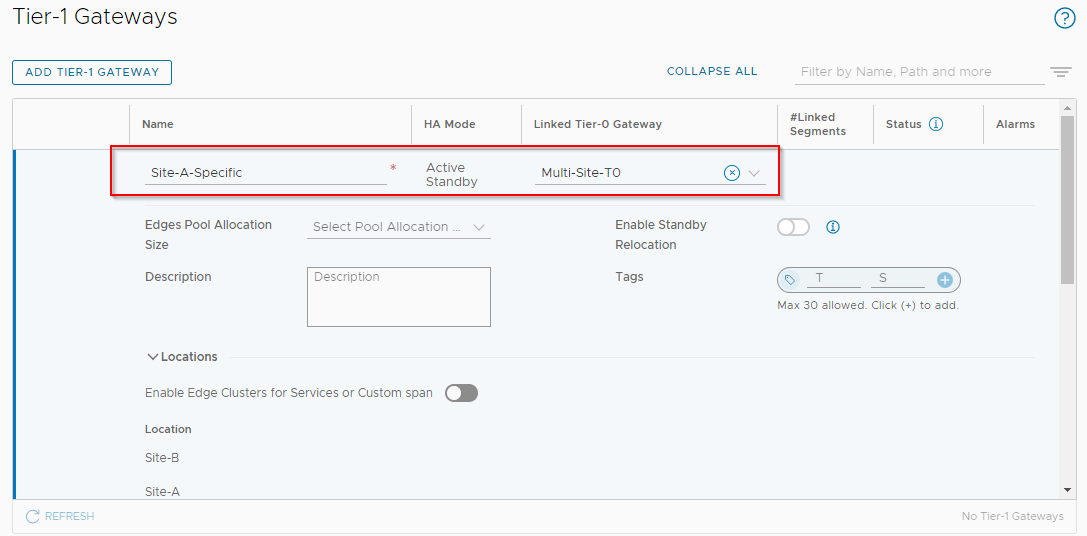 Tier-1 Gateways
?
ADD TIER-1 GATEWAY
COLLAPSE ALL
Filter by Name, Path and more
Name
HA Mode
Linked Tier-0 Gateway
#Linked
Segments
Status
Alarms
Site-A-Specific *
Active
Standby
Multi-Site-T0
Edges Pool Allocation
Size
Select Pool Allocation ...
Enable Standby
Relocation
Description
Description
Tags
T
S
Max 30 allowed. Click (+) to add.
Locations
Enable Edge Clusters for Services or Custom span
Location
Site-B
Site-A
REFRESH
No Tier-1 Gateways